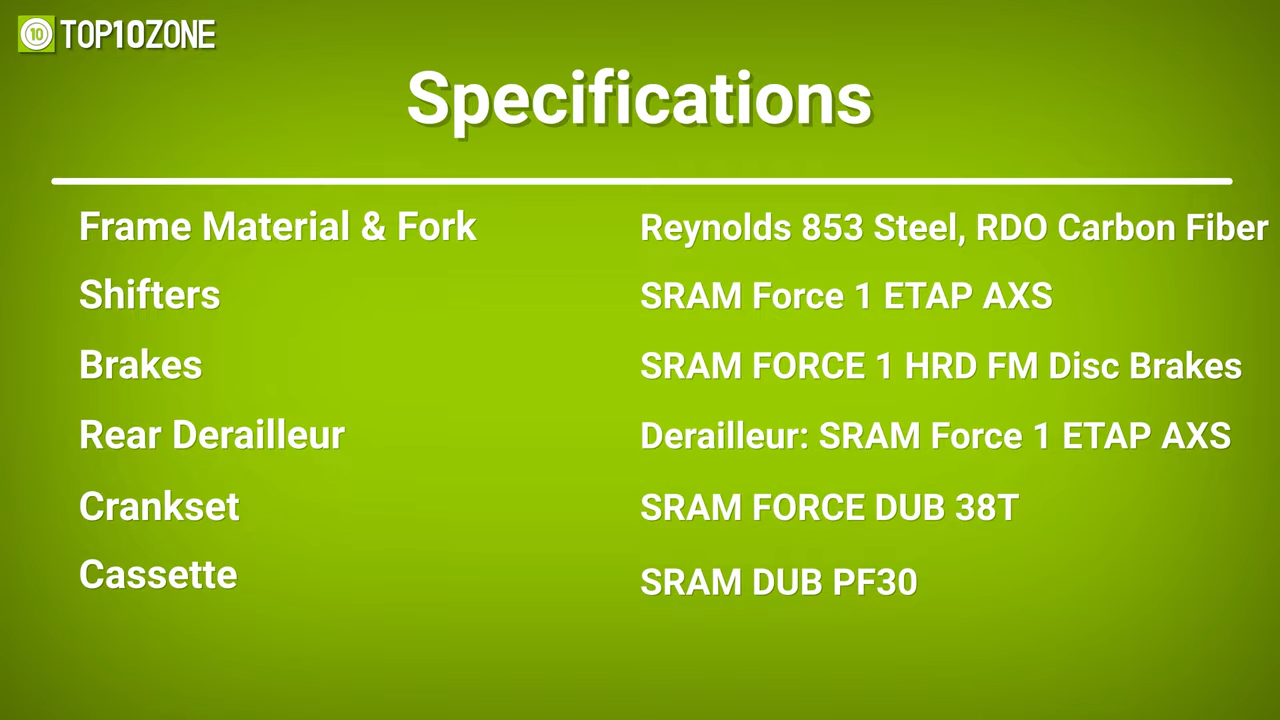 TOP10ZONE
Specifications
Frame Material & Fork Reynolds 853 Steel, RDO Carbon Fiber
Shifters SRAM Force 1 ETAP AXS
Brakes SRAM FORCE 1 HRD FM Disc Brakes
Rear Derailleur Derailleur: SRAM Force 1 ETAP AXS
Crankset SRAM FORCE DUB 38T
Cassette SRAM DUB PF30